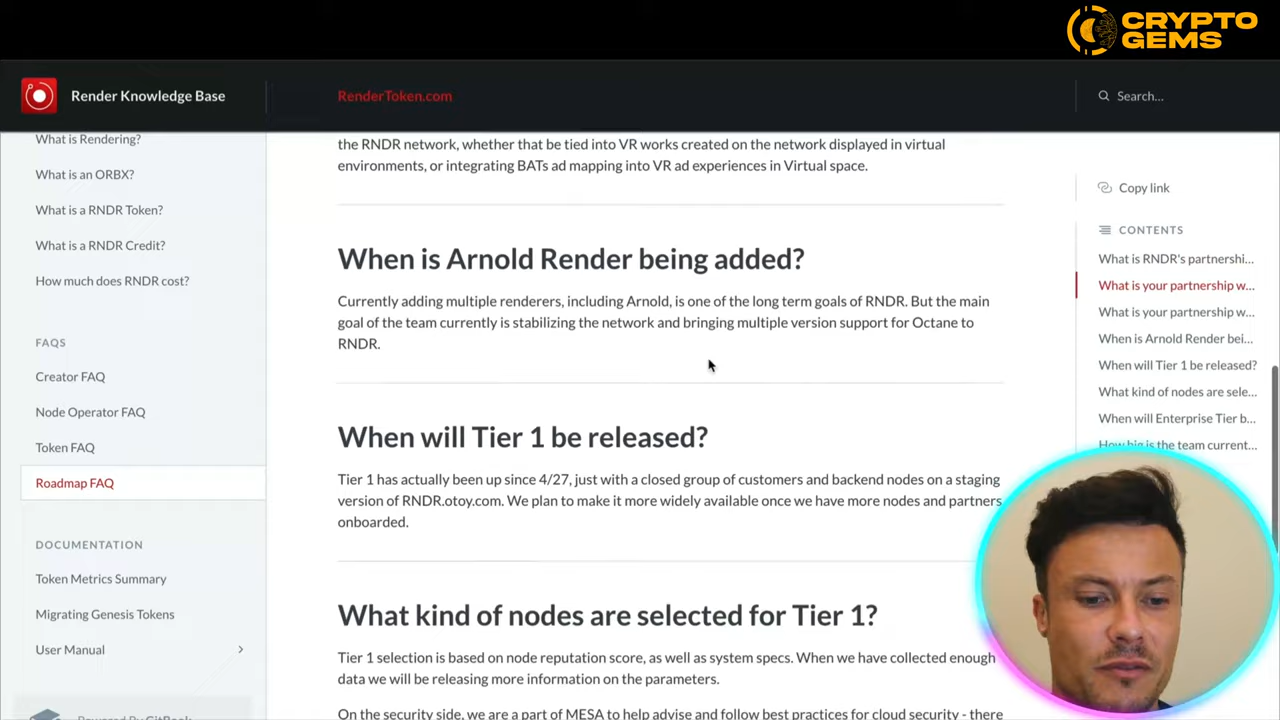 CRYPTO
GEMS
Render Knowledge Base
RenderToken.com
Search...
What is Rendering?
What is an ORBX?
What is a RNDR Token?
What is a RNDR Credit?
How much does RNDR cost?
FAQS
Creator FAQ
Node Operator FAQ
Token FAQ
Roadmap FAQ
DOCUMENTATION
Token Metrics Summary
Migrating Genesis Tokens
User Manual
Powered By GitBook
the RNDR network, whether that be tied into VR works created on the network displayed in virtual
environments, or integrating BATs ad mapping into VR ad experiences in Virtual space.
When is Arnold Render being added?
Currently adding multiple renderers, including Arnold, is one of the long term goals of RNDR. But the main
goal of the team currently is stabilizing the network and bringing multiple version support for Octane to
RNDR.
When will Tier 1 be released?
Tier 1 has actually been up since 4/27, just with a closed group of customers and backend nodes on a staging
version of RNDR.otoy.com. We plan to make it more widely available once we have more nodes and partners
onboarded.
What kind of nodes are selected for Tier 1?
Tier 1 selection is based on node reputation score, as well as system specs. When we have collected enough
data we will be releasing more information on the parameters.
On the security side, we are a part of MESA to help advise and follow best practices for cloud security - there
Copy link
CONTENTS
What is RNDR's partnershi...
What is your partnership w...
What is your partnership w...
When is Arnold Render bei...
When will Tier 1 be released?
What kind of nodes are sele...
When will Enterprise Tier b...
How big is the team current...